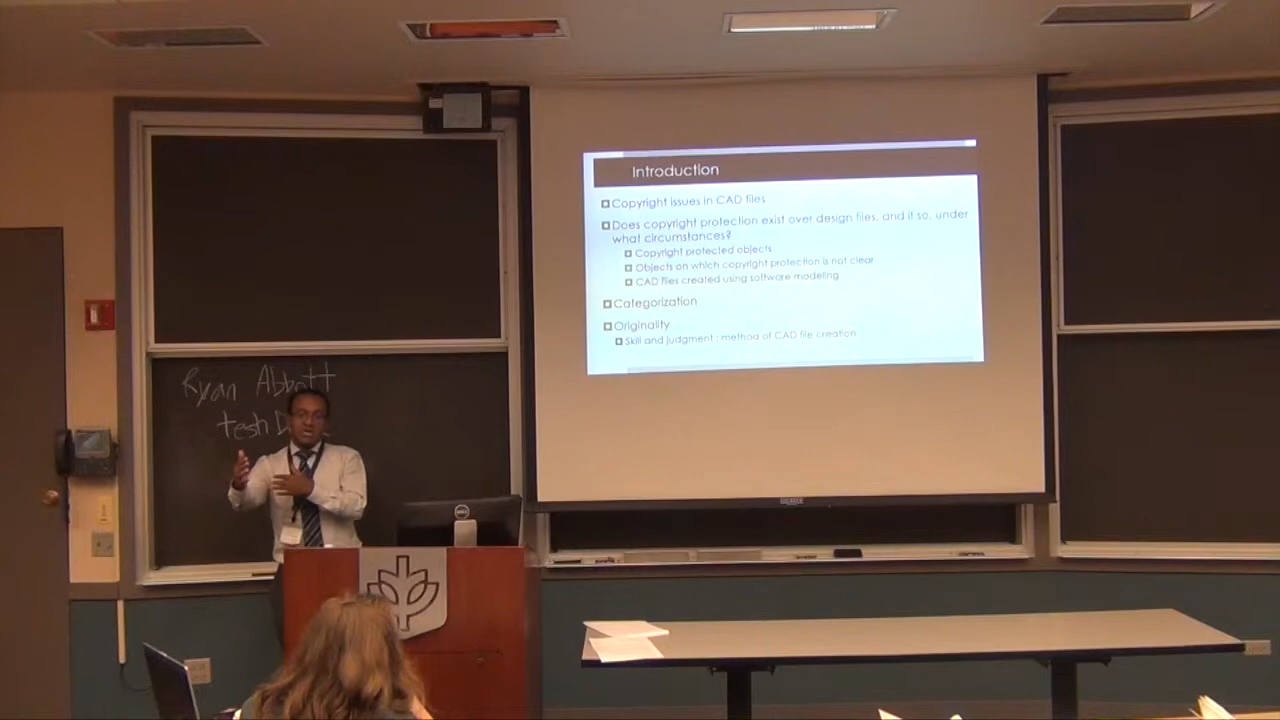 Introduction
Copyright issues in CAD files
Does copyright protection exist over design files, and if so, under
what circumstances?
Copyright protected objects
Objects on which copyright protection is not clear
CAD files created using software modeling
Categorization
Originality
Skill and judgment : method of CAD file creation
Ryan Abbott
tesh D
DELL